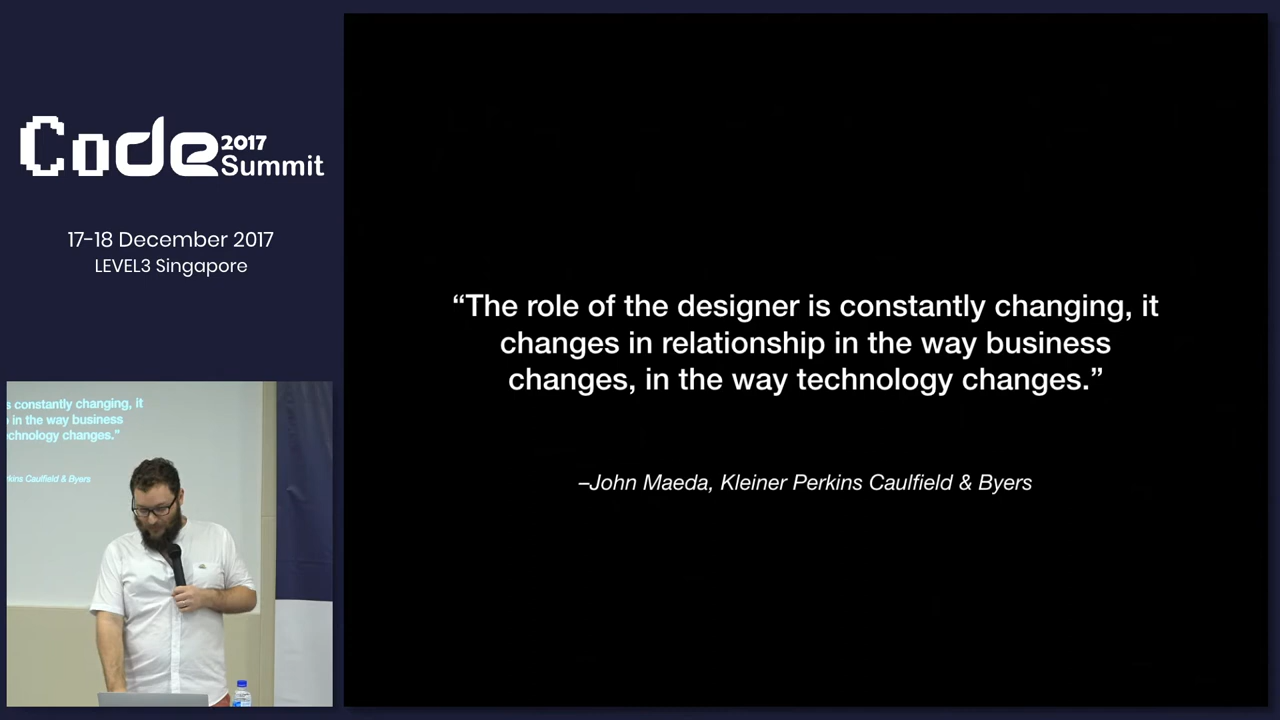 Code
2017
Summit
17-18 December 2017
LEVEL3 Singapore
“The role of the designer is constantly changing, it
changes in relationship in the way business
changes, in the way technology changes.”
–John Maeda, Kleiner Perkins Caulfield & Byers
s constantly changing, it
in the way business
echnology changes.”
rkins Caulfield & Byers